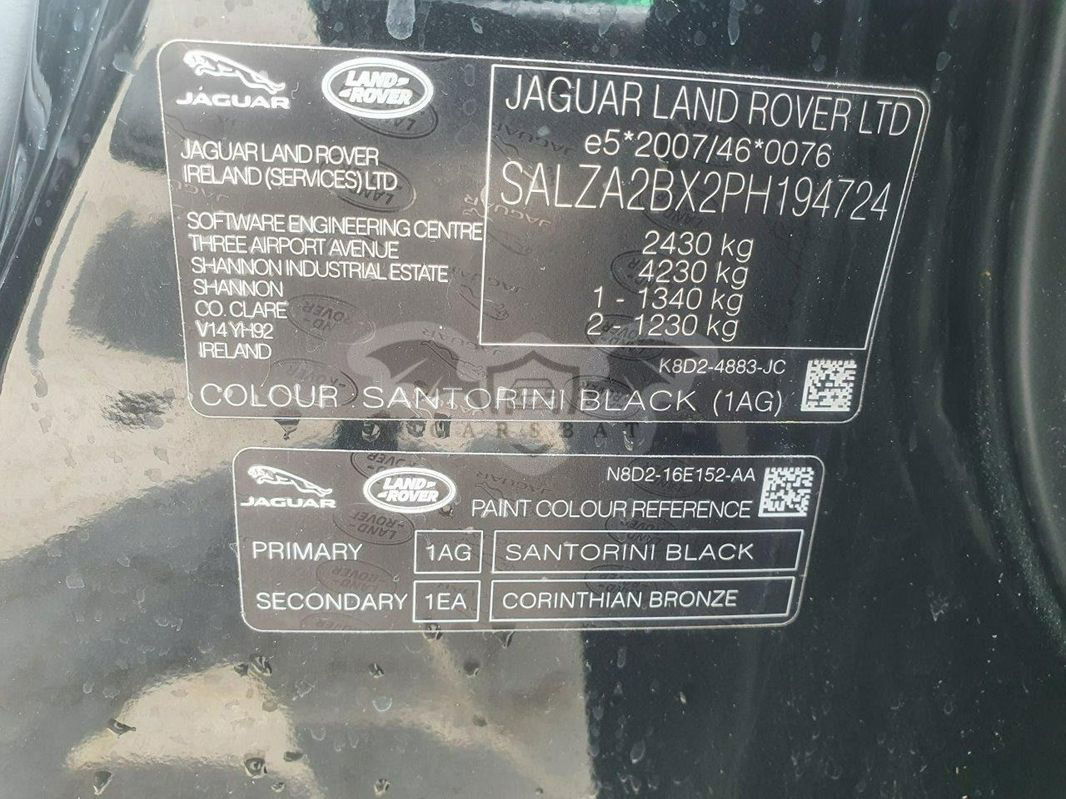 JAGUAR
LAND ROVER
JAGUAR LAND ROVER
IRELAND (SERVICES) LTD
SOFTWARE ENGINEERING CENTRE
THREE AIRPORT AVENUE
SHANNON INDUSTRIAL ESTATE
SHANNON
CO. CLARE
V14 YH92
IRELAND
JAGUAR LAND ROVER LTD
e5*2007/46*0076
SALZA2BX2PH194724
2430 kg
4230 kg
1 - 1340 kg
2 - 1230 kg
K8D2-4883-JC
COLOUR SANTORINI BLACK (1AG)
CARSBAT
JAGUAR
LAND ROVER
N8D2-16E152-AA
PAINT COLOUR REFERENCE
PRIMARY 1AG SANTORINI BLACK
SECONDARY 1EA CORINTHIAN BRONZE